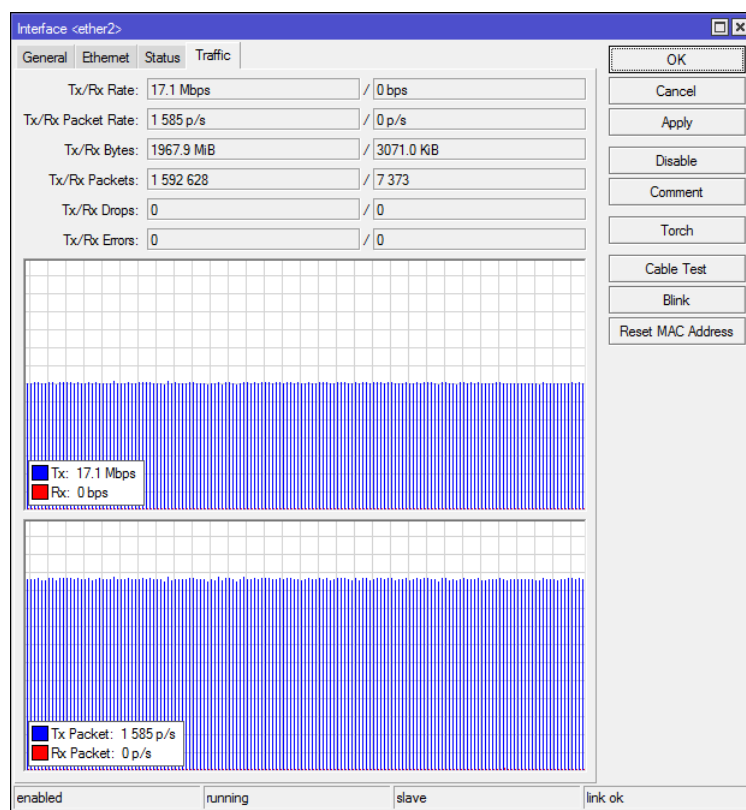 Interface <ether2>
General Ethernet Status Traffic
Tx/Rx Rate: 17.1 Mbps / 0 bps
Tx/Rx Packet Rate: 1 585 p/s / 0 p/s
Tx/Rx Bytes: 1967.9 MiB / 3071.0 KiB
Tx/Rx Packets: 1 592 628 / 7 373
Tx/Rx Drops: 0 / 0
Tx/Rx Errors: 0 / 0
Tx: 17.1 Mbps
Rx: 0 bps
Tx Packet: 1 585 p/s
Rx Packet: 0 p/s
OK
Cancel
Apply
Disable
Comment
Torch
Cable Test
Blink
Reset MAC Address
enabled running slave link ok